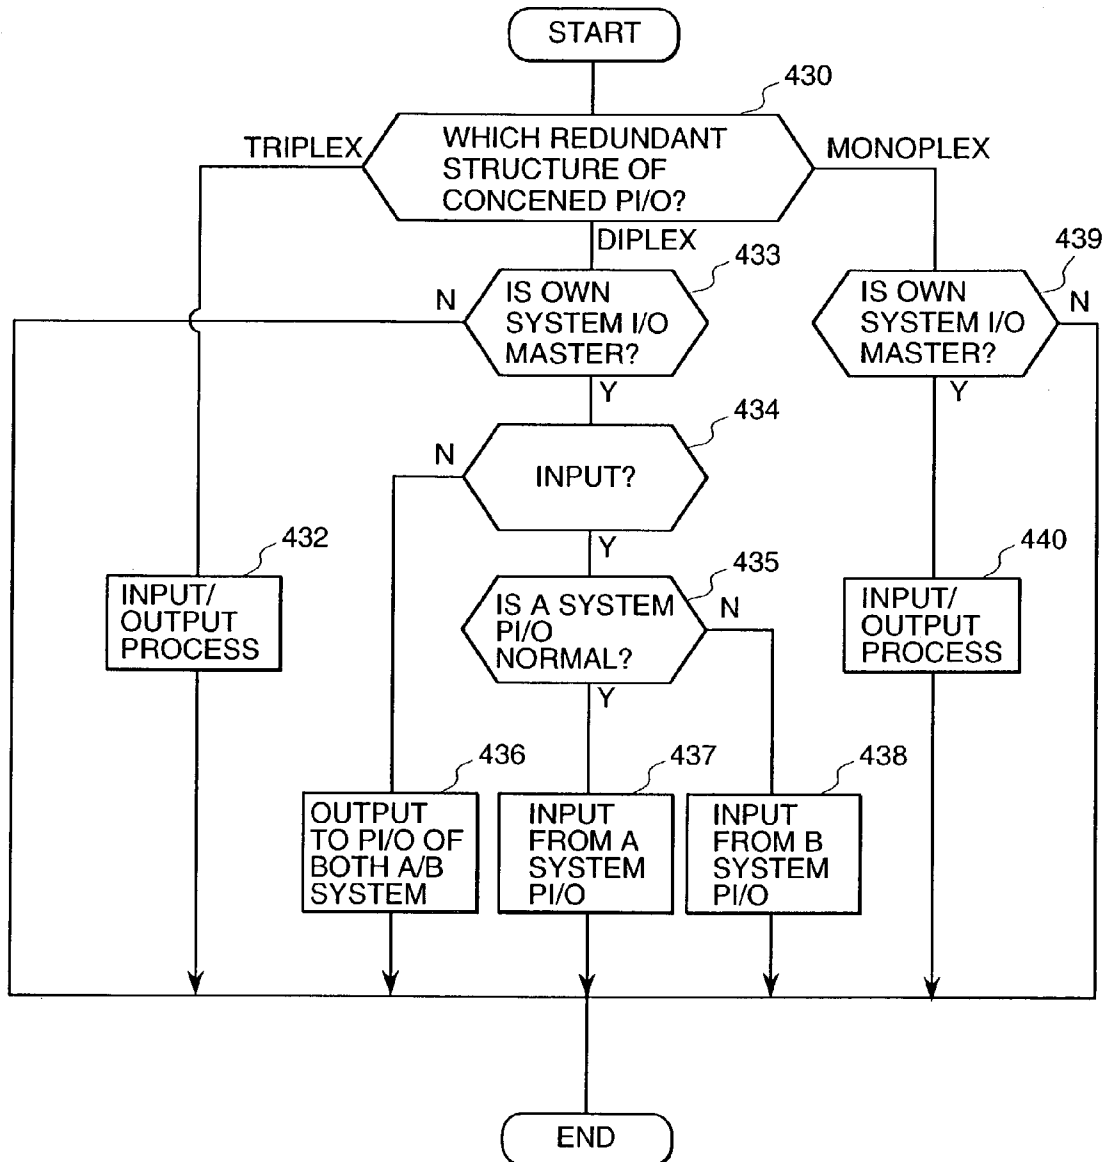 START
430
WHICH REDUNDANT
STRUCTURE OF
CONCENED PI/O?
TRIPLEX
MONOPLEX
DIPLEX
433
IS OWN
SYSTEM I/O
MASTER?
N
Y
439
IS OWN
SYSTEM I/O
MASTER?
N
Y
434
INPUT?
N
Y
432
INPUT/
OUTPUT
PROCESS
435
IS A SYSTEM
PI/O
NORMAL?
N
Y
440
INPUT/
OUTPUT
PROCESS
436
OUTPUT
TO PI/O OF
BOTH A/B
SYSTEM
437
INPUT
FROM A
SYSTEM
PI/O
438
INPUT
FROM B
SYSTEM
PI/O
END